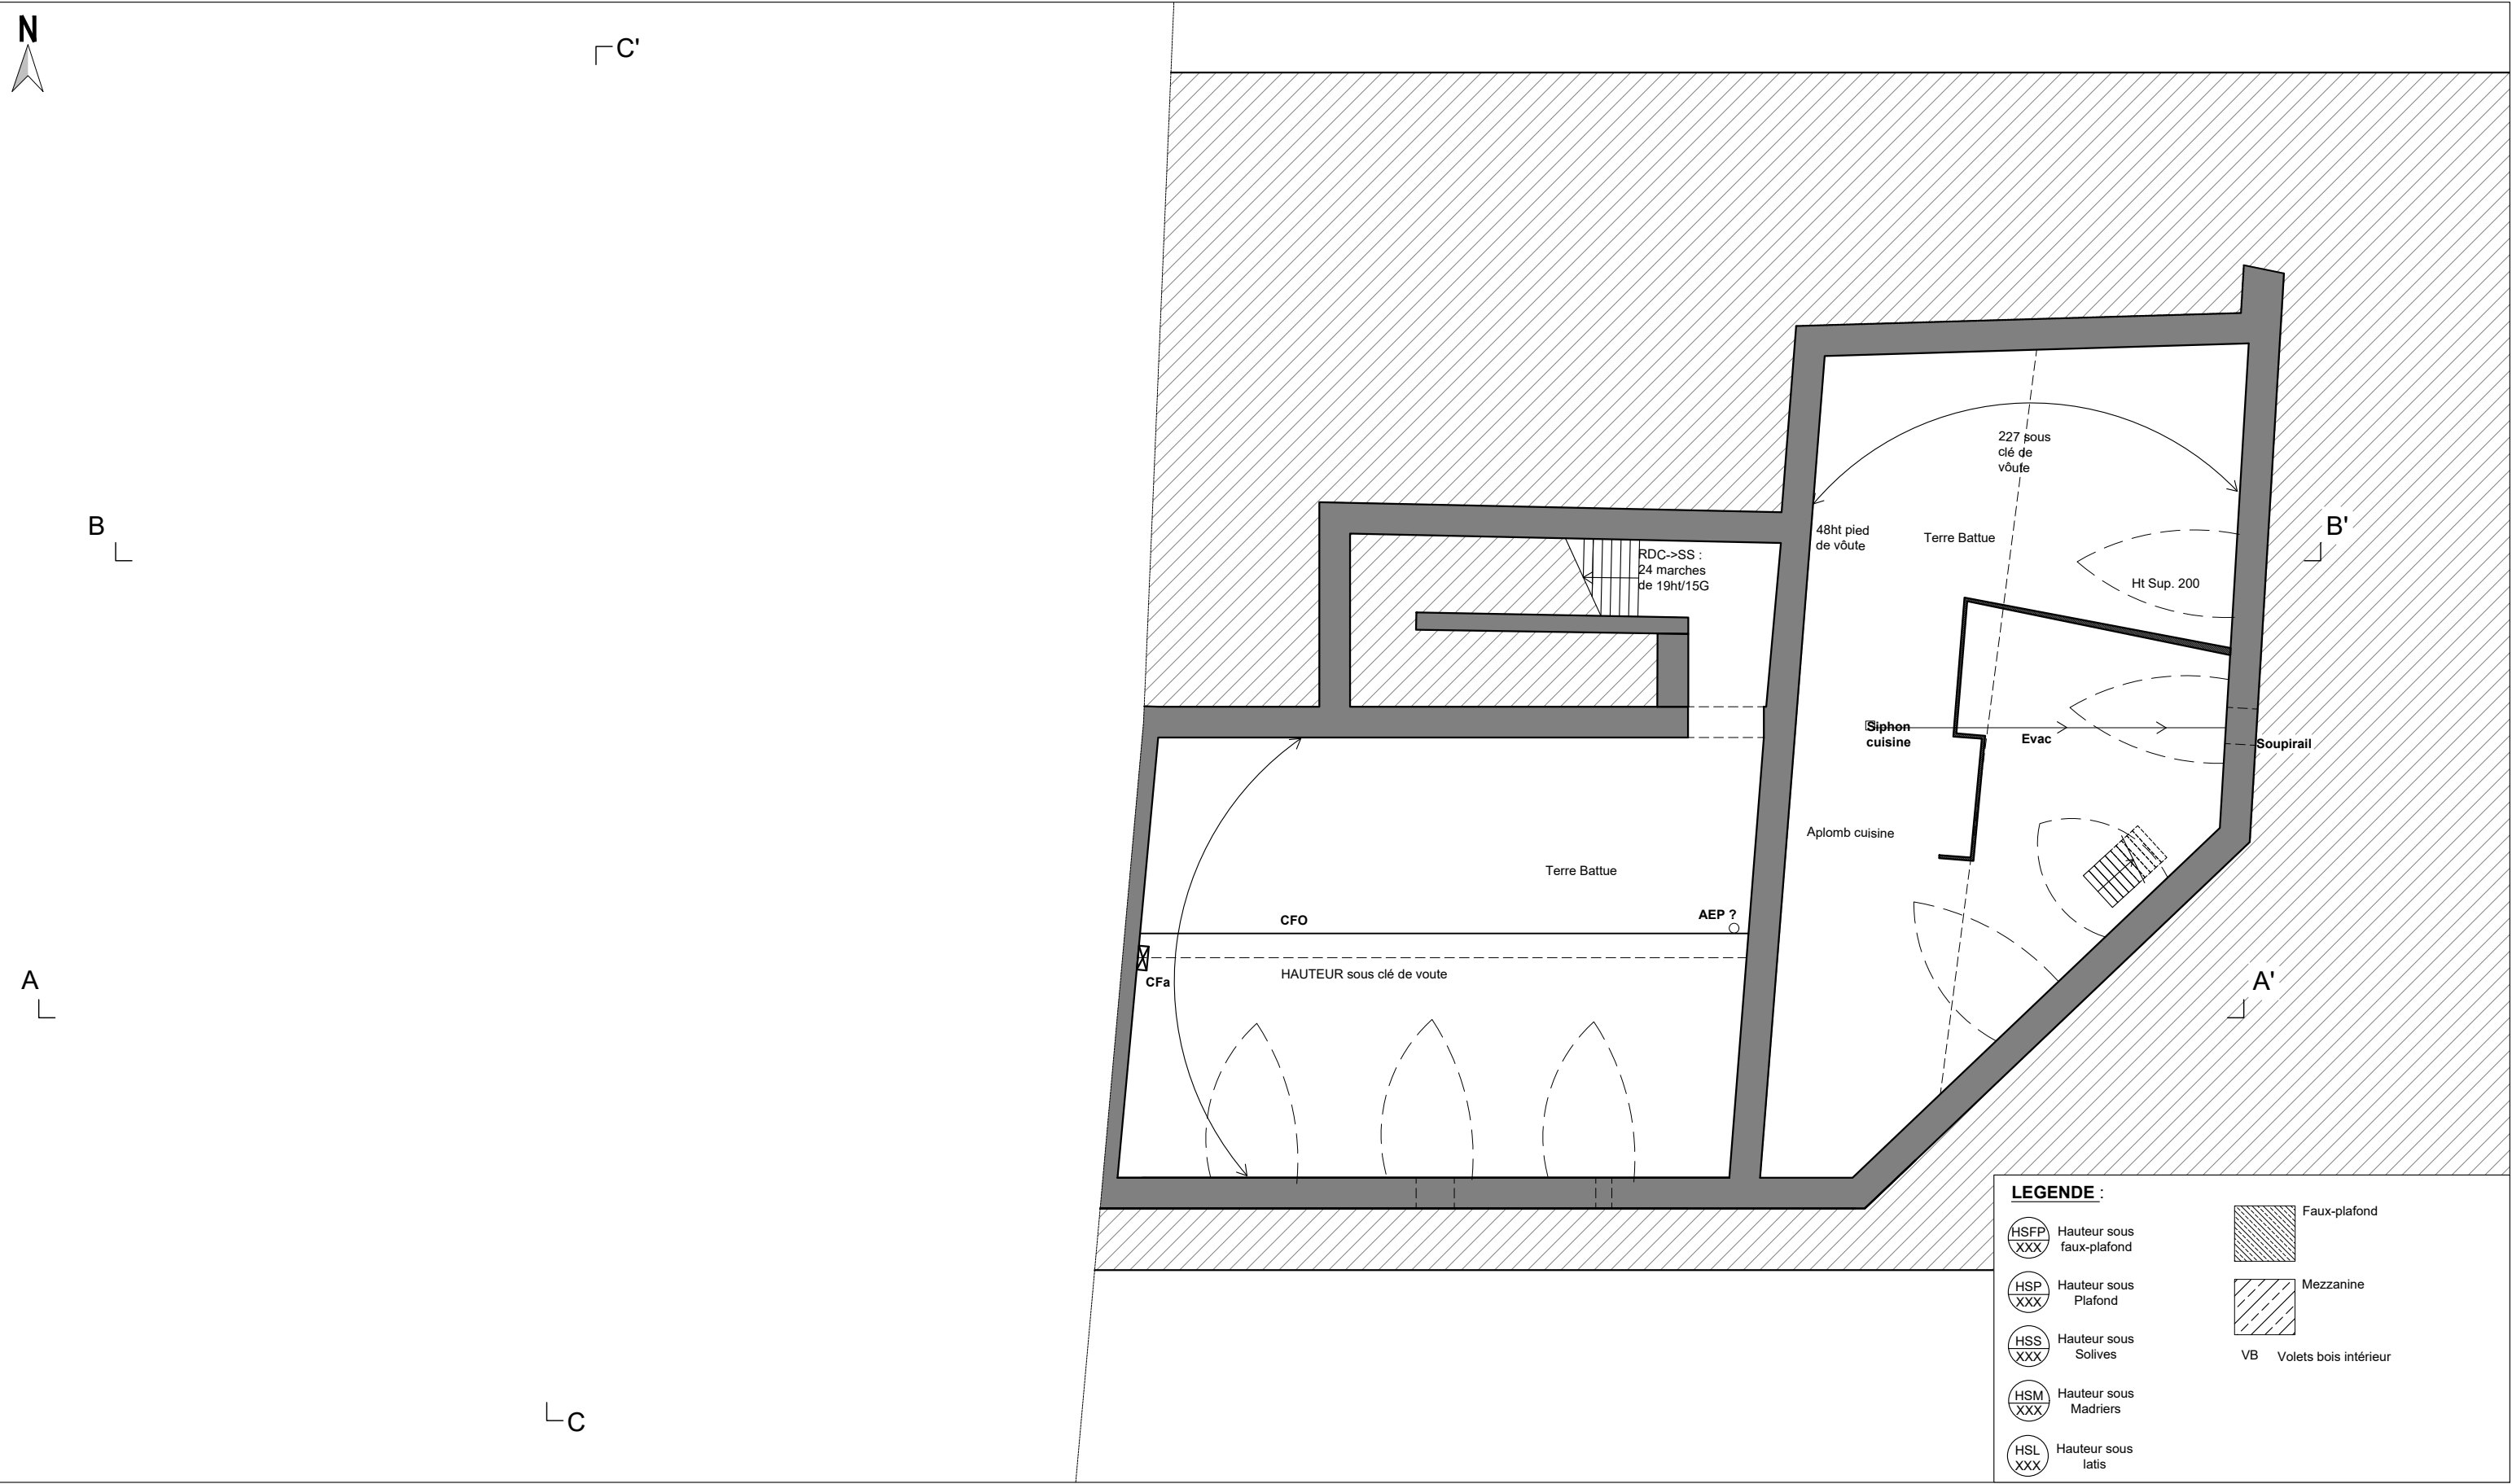 N
C'
227 sous
clé de
vôute
B
B'
48ht pied
de vôute
Terre Battue
RDC->SS :
24 marches
de 19ht/15G
Ht Sup. 200
Siphon
cuisine
Evac
Soupirail
Aplomb cuisine
Terre Battue
CFO
AEP ?
A
HAUTEUR sous clé de voute
CFa
A'
C
LEGENDE :
HSFP
XXX
Hauteur sous
faux-plafond
HSP
XXX
Hauteur sous
Plafond
HSS
XXX
Hauteur sous
Solives
HSM
XXX
Hauteur sous
Madriers
HSL
XXX
Hauteur sous
latis
Faux-plafond
Mezzanine
VB Volets bois intérieur